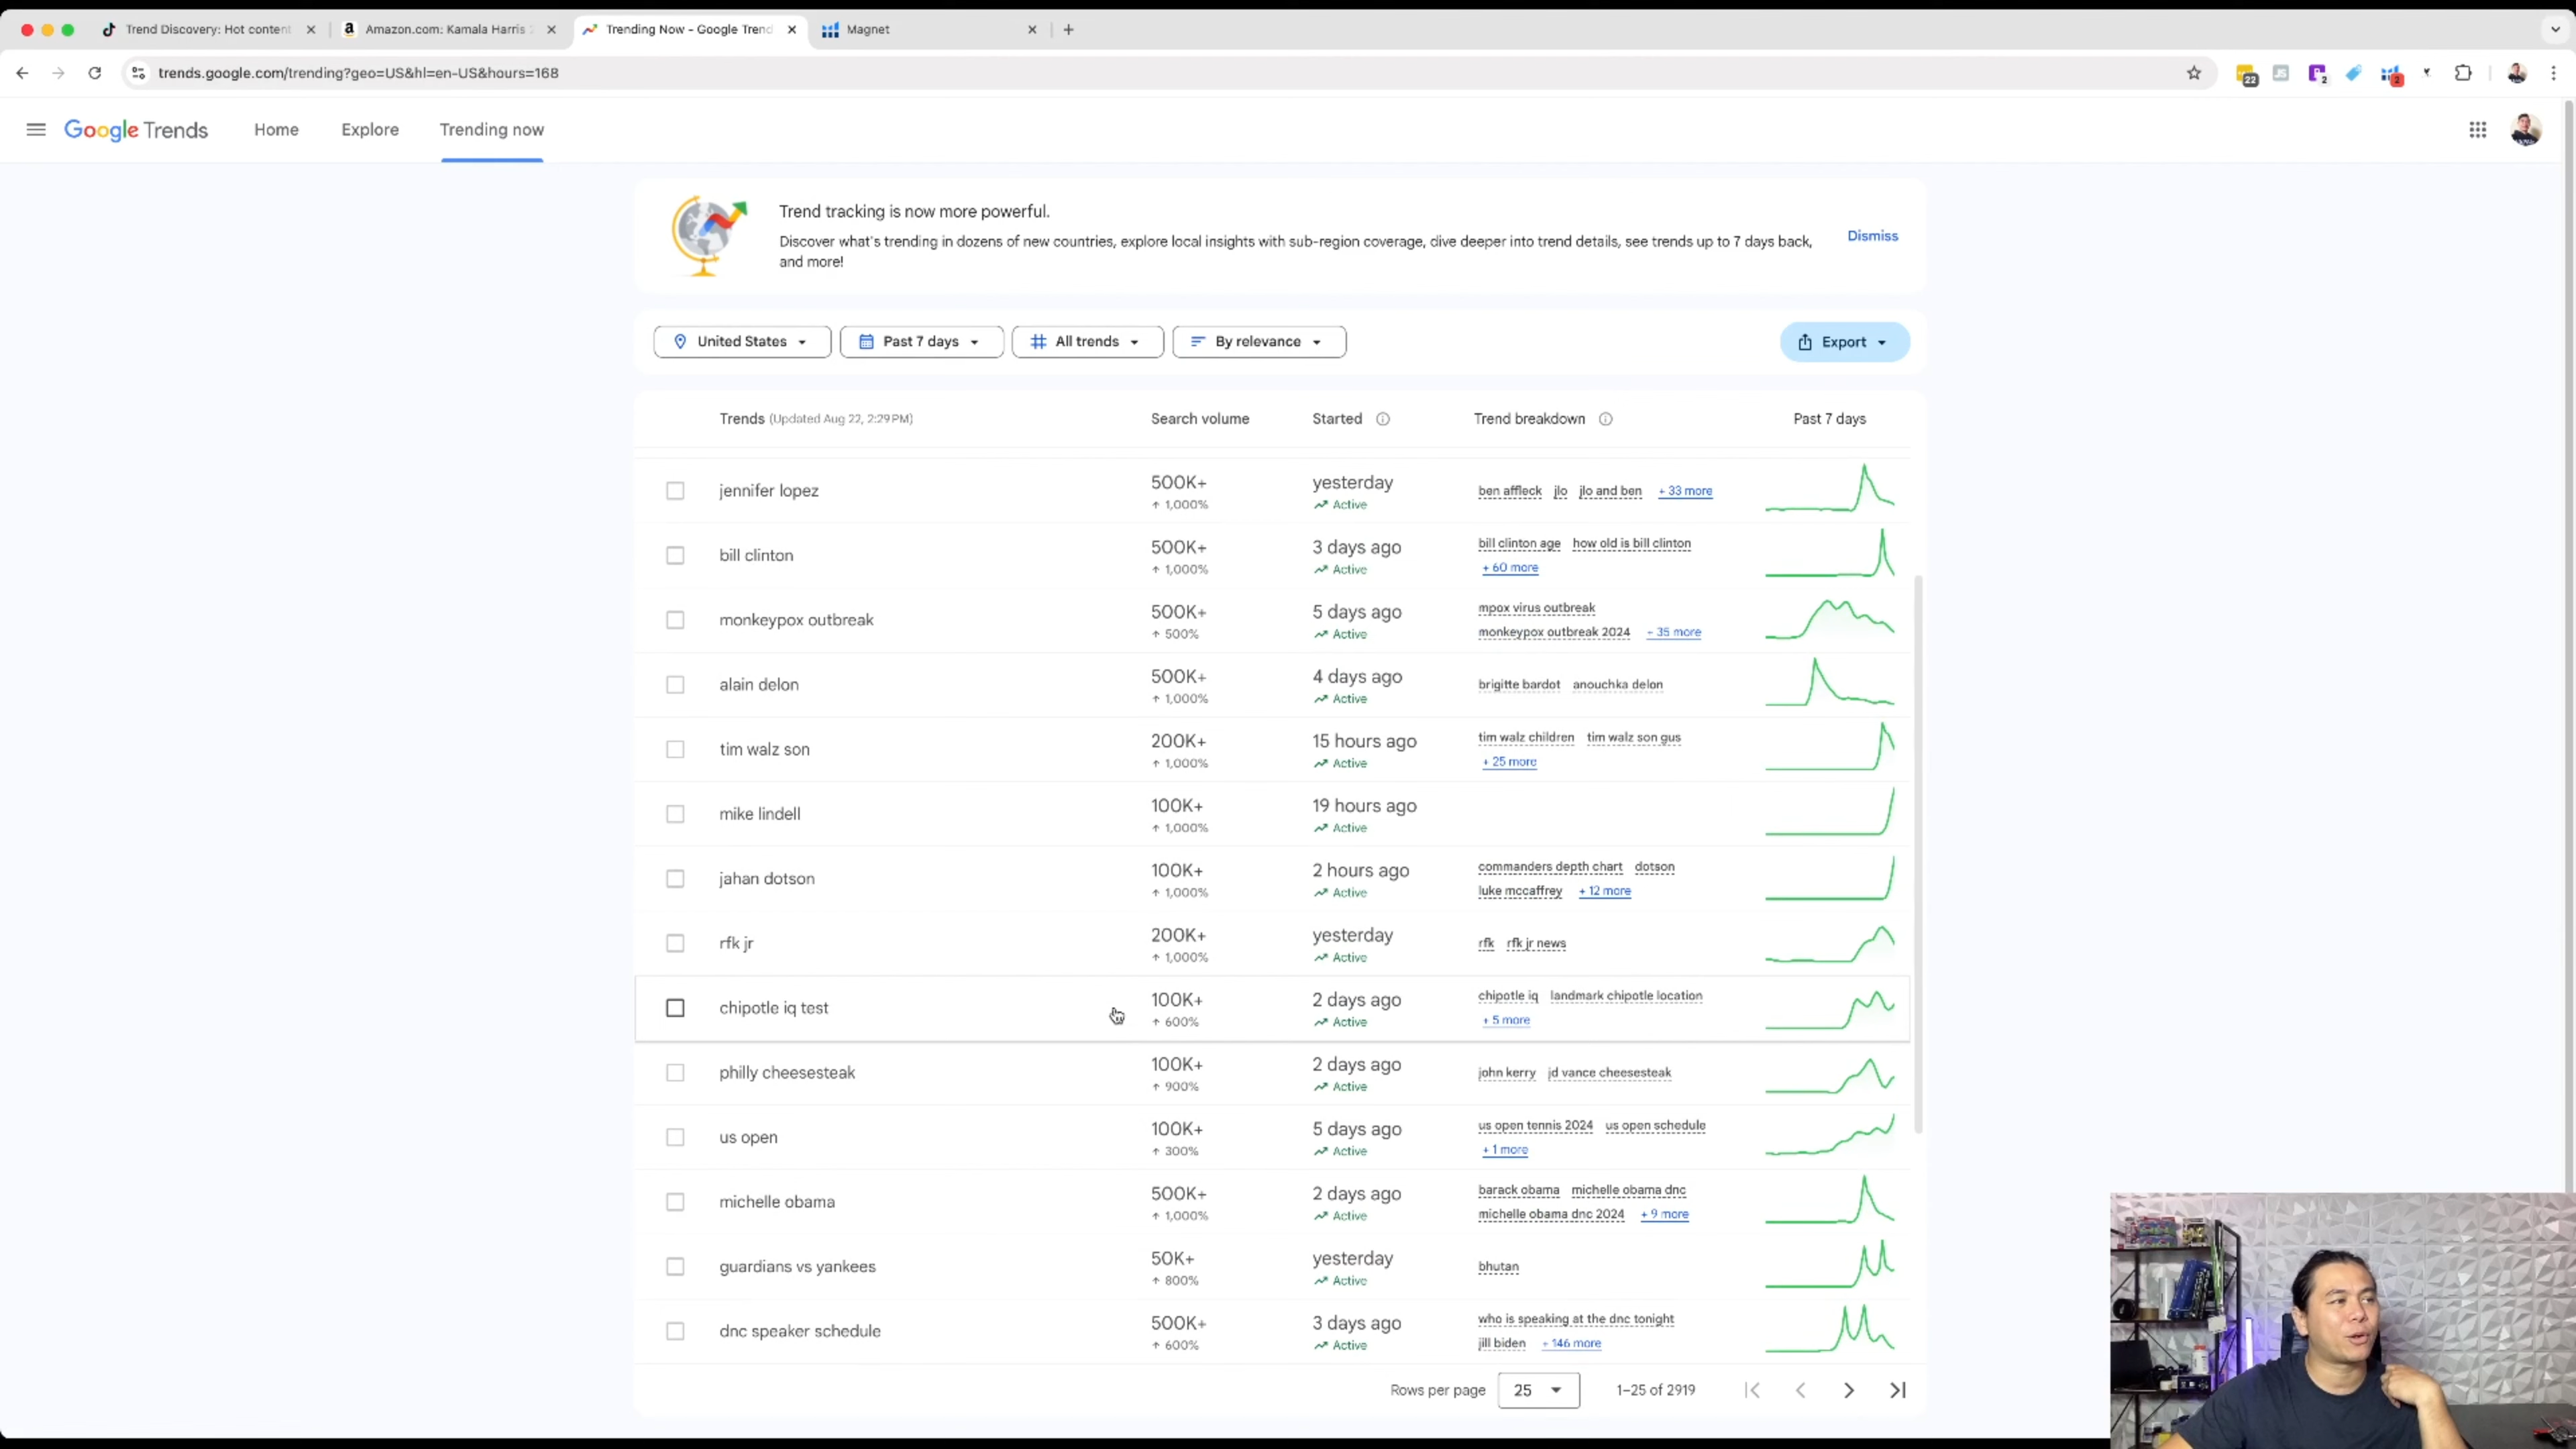 Trend Discovery: Hot content
Amazon.com: Kamala Harris 2
Trending Now - Google Trend
Magnet
trends.google.com/trending?geo=US&hl=en-US&hours=168
22
2
2
Google Trends
Home
Explore
Trending now
Trend tracking is now more powerful.
Discover what's trending in dozens of new countries, explore local insights with sub-region coverage, dive deeper into trend details, see trends up to 7 days back,
and more!
Dismiss
United States
Past 7 days
All trends
By relevance
Export
Trends (Updated Aug 22, 2:29 PM)
Search volume
Started
Trend breakdown
Past 7 days
jennifer lopez
500K+
1,000%
yesterday
Active
ben affleck jlo jlo and ben + 33 more
bill clinton
500K+
1,000%
3 days ago
Active
bill clinton age how old is bill clinton
+ 60 more
monkeypox outbreak
500K+
500%
5 days ago
Active
mpox virus outbreak
monkeypox outbreak 2024 + 35 more
alain delon
500K+
1,000%
4 days ago
Active
brigitte bardot anouchka delon
tim walz son
200K+
1,000%
15 hours ago
Active
tim walz children tim walz son gus
+ 25 more
mike lindell
100K+
1,000%
19 hours ago
Active
jahan dotson
100K+
1,000%
2 hours ago
Active
commanders depth chart dotson
luke mccaffrey + 12 more
rfk jr
200K+
1,000%
yesterday
Active
rfk rfk jr news
chipotle iq test
100K+
600%
2 days ago
Active
chipotle iq landmark chipotle location
+ 5 more
philly cheesesteak
100K+
900%
2 days ago
Active
john kerry jd vance cheesesteak
us open
100K+
300%
5 days ago
Active
us open tennis 2024 us open schedule
+ 1 more
michelle obama
500K+
1,000%
2 days ago
Active
barack obama michelle obama dnc
michelle obama dnc 2024 + 9 more
guardians vs yankees
50K+
800%
yesterday
Active
bhutan
dnc speaker schedule
500K+
600%
3 days ago
Active
who is speaking at the dnc tonight
jill biden + 146 more
Rows per page 25
1–25 of 2919